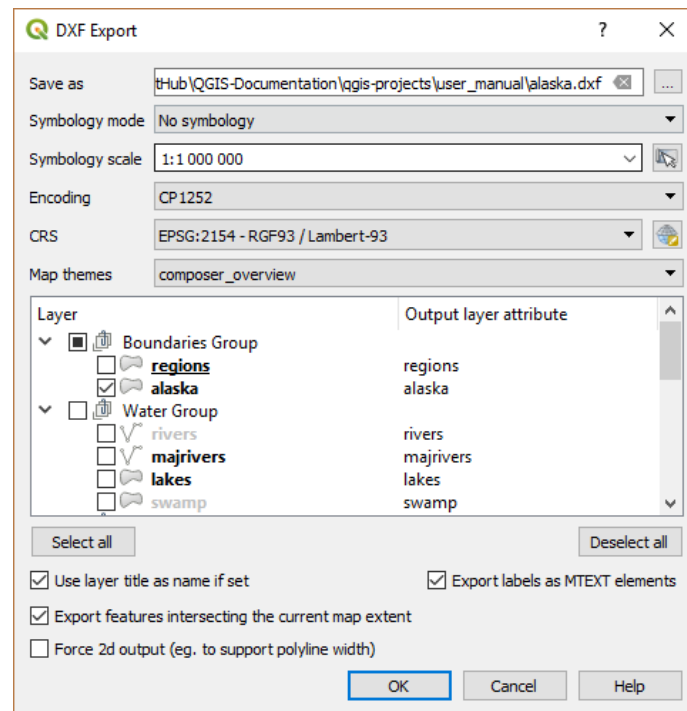 DXF Export
?
Save as tHub\QGIS-Documentation\qgis-projects\user_manual\alaska.dxf ...
Symbology mode No symbology
Symbology scale 1:1 000 000
Encoding CP1252
CRS EPSG:2154 - RGF93 / Lambert-93
Map themes composer_overview
Layer Output layer attribute
Boundaries Group
regions regions
alaska alaska
Water Group
rivers rivers
majrivers majrivers
lakes lakes
swamp swamp
Select all Deselect all
Use layer title as name if set Export labels as MTEXT elements
Export features intersecting the current map extent
Force 2d output (eg. to support polyline width)
OK Cancel Help